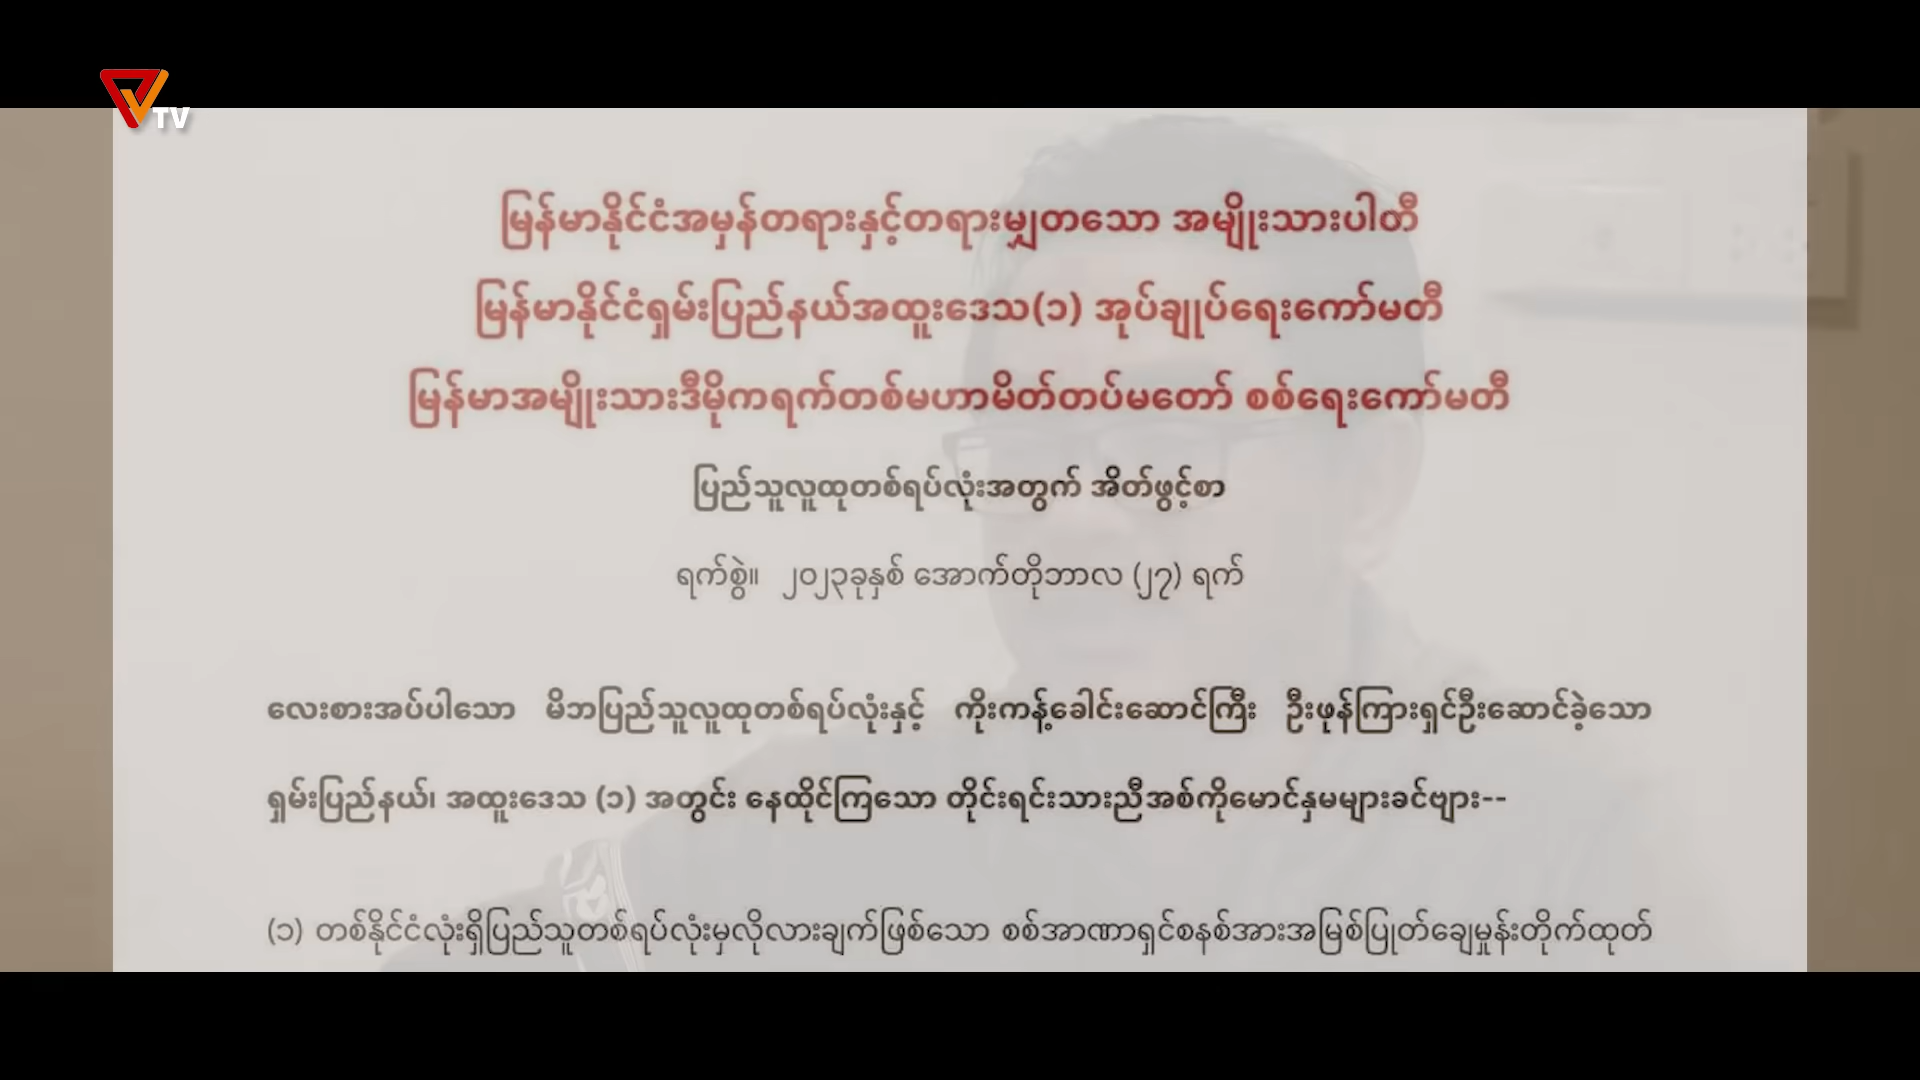 TV
မြန်မာနိုင်ငံအမှန်တရားနှင့်တရားမျှတသော အမျိုးသားပါတီ
မြန်မာနိုင်ငံရှမ်းပြည်နယ်အထူးဒေသ(၁) အုပ်ချုပ်ရေးကော်မတီ
မြန်မာအမျိုးသားဒီမိုကရက်တစ်မဟာမိတ်တပ်မတော် စစ်ရေးကော်မတီ
ပြည်သူလူထုတစ်ရပ်လုံးအတွက် အိတ်ဖွင့်စာ
ရက်စွဲ။ ၂၀၂၃ခုနှစ် အောက်တိုဘာလ (၂၇) ရက်
လေးစားအပ်ပါသော မိဘပြည်သူလူထုတစ်ရပ်လုံးနှင့် ကိုးကန့်ခေါင်းဆောင်ကြီး ဦးဖုန်ကြားရှင်ဦးဆောင်ခဲ့သော
ရှမ်းပြည်နယ်၊ အထူးဒေသ (၁) အတွင်း နေထိုင်ကြသော တိုင်းရင်းသားညီအစ်ကိုမောင်နှမများခင်ဗျား--
(၁) တစ်နိုင်ငံလုံးရှိပြည်သူတစ်ရပ်လုံးမှလိုလားချက်ဖြစ်သော စစ်အာဏာရှင်စနစ်အားအမြစ်ပြုတ်ချေမှုန်းတိုက်ထုတ်